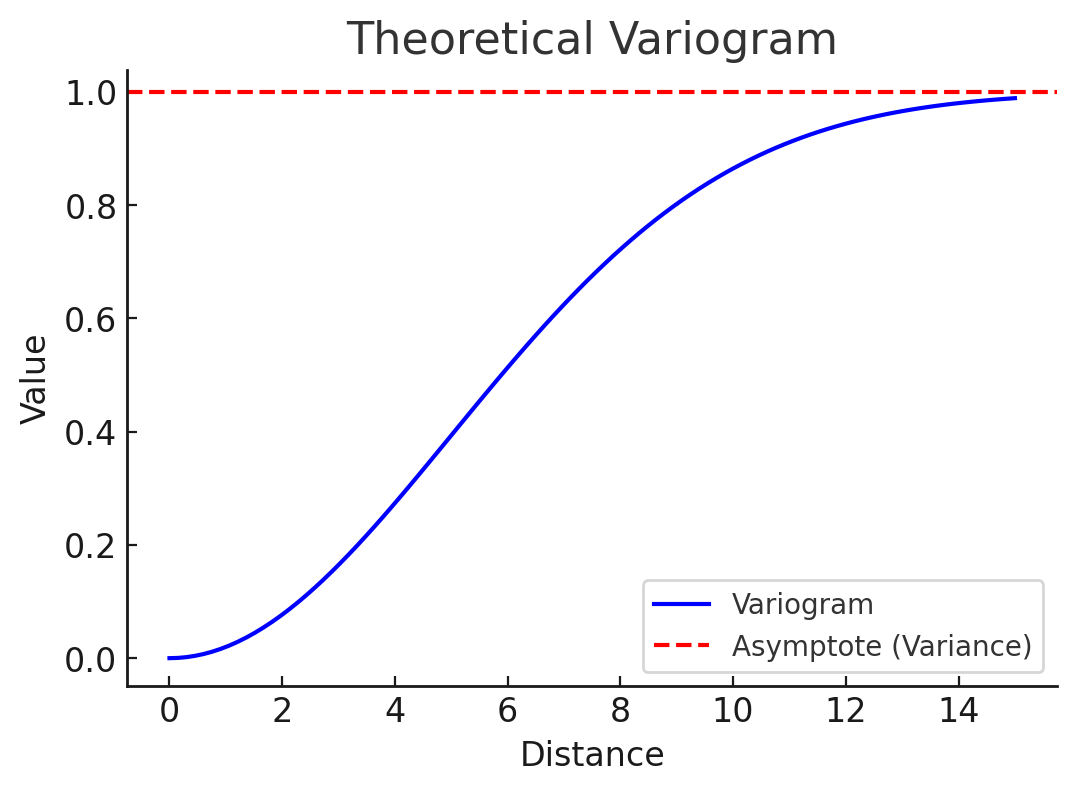 Theoretical Variogram
1.0
0.8
0.6
0.4
0.2
0.0
Value
Variogram
Asymptote (Variance)
0 2 4 6 8 10 12 14
Distance